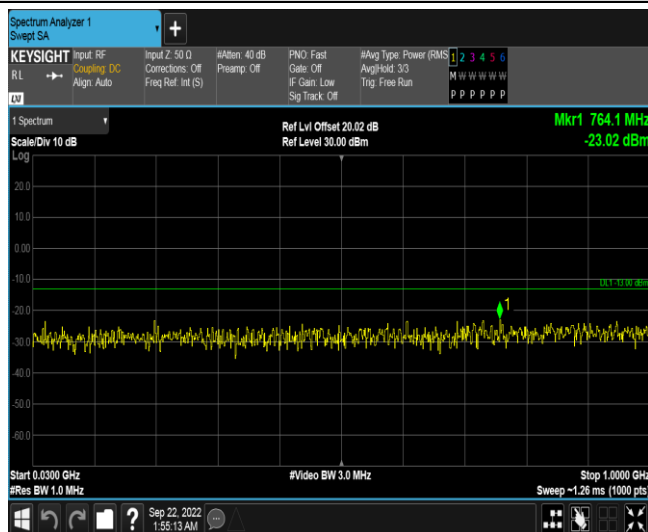 Spectrum Analyzer 1
Swept SA
KEYSIGHT
RL
LXI
Input: RF
Coupling: DC
Align: Auto
Input Z: 50 Ω
Corrections: Off
Freq Ref: Int (S)
#Atten: 40 dB
Preamp: Off
PNO: Fast
Gate: Off
IF Gain: Low
Sig Track: Off
#Avg Type: Power (RMS
Avg|Hold: 3/3
Trig: Free Run
1 2 3 4 5 6
M W W W W W
P P P P P P
1 Spectrum
Scale/Div 10 dB
Log
Ref Lvl Offset 20.02 dB
Ref Level 30.00 dBm
Mkr1 764.1 MHz
-23.02 dBm
20.0
10.0
0.00
-10.0
DL1 -13.00 dBm
-20.0
1
-30.0
-40.0
-50.0
-60.0
Start 0.0300 GHz
#Res BW 1.0 MHz
#Video BW 3.0 MHz
Stop 1.0000 GHz
Sweep ~1.26 ms (1000 pts)
Sep 22, 2022
1:55:13 AM